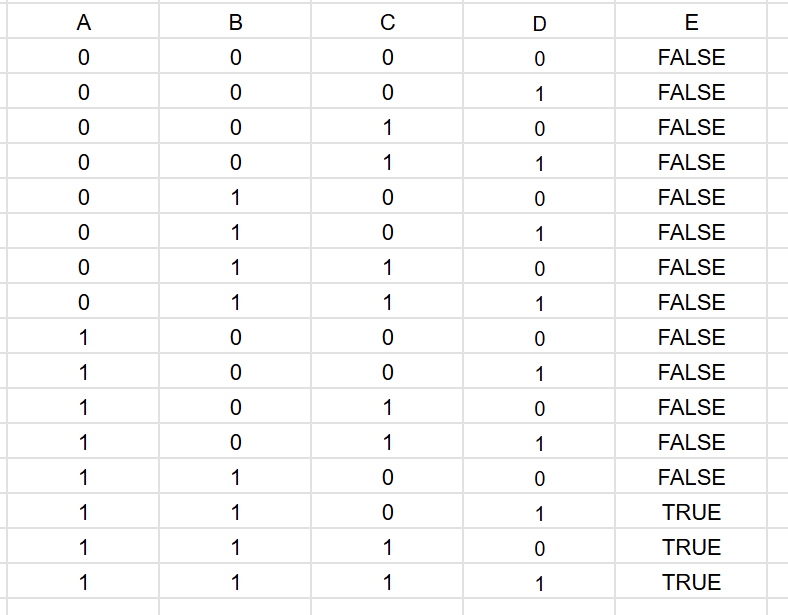 A B C D E
0 0 0 0 FALSE
0 0 0 1 FALSE
0 0 1 0 FALSE
0 0 1 1 FALSE
0 1 0 0 FALSE
0 1 0 1 FALSE
0 1 1 0 FALSE
0 1 1 1 FALSE
1 0 0 0 FALSE
1 0 0 1 FALSE
1 0 1 0 FALSE
1 0 1 1 FALSE
1 1 0 0 FALSE
1 1 0 1 TRUE
1 1 1 0 TRUE
1 1 1 1 TRUE